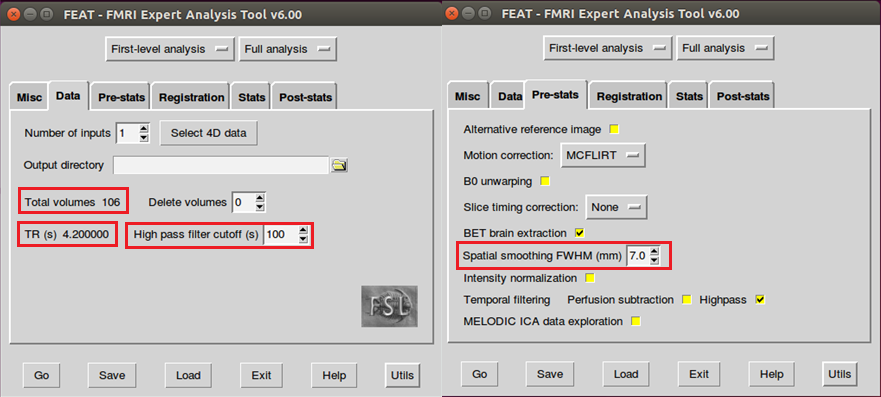 FEAT - FMRI Expert Analysis Tool v6.00
First-level analysis Full analysis
Misc Data Pre-stats Registration Stats Post-stats
Number of inputs 1 Select 4D data
Output directory
Total volumes 106 Delete volumes 0
TR (s) 4.200000 High pass filter cutoff (s) 100
FSL
Go Save Load Exit Help Utils
FEAT - FMRI Expert Analysis Tool v6.00
First-level analysis Full analysis
Misc Data Pre-stats Registration Stats Post-stats
Alternative reference image
Motion correction: MCFLIRT
B0 unwarping
Slice timing correction: None
BET brain extraction
Spatial smoothing FWHM (mm) 7.0
Intensity normalization
Temporal filtering Perfusion subtraction Highpass
MELODIC ICA data exploration
Go Save Load Exit Help Utils